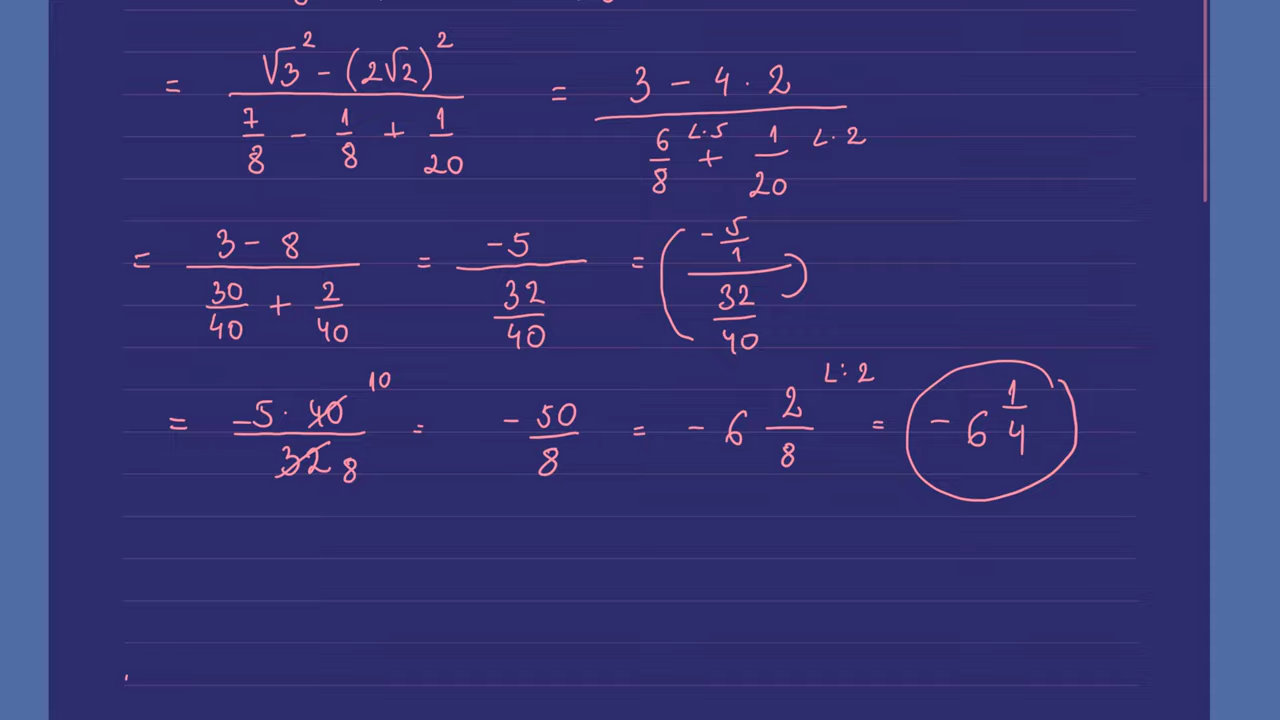 = (√3² - (2√2)²) / (7/8 - 1/8 + 1/20) = (3 - 4 · 2) / (6/8 L·5 + 1/20 L·2)
= (3 - 8) / (30/40 + 2/40) = -5 / (32/40) = ((-5/1) / (32/40))
= (-5 · 40 10) / (32 8) = -50/8 = -6 2/8 L:2 = -6 1/4